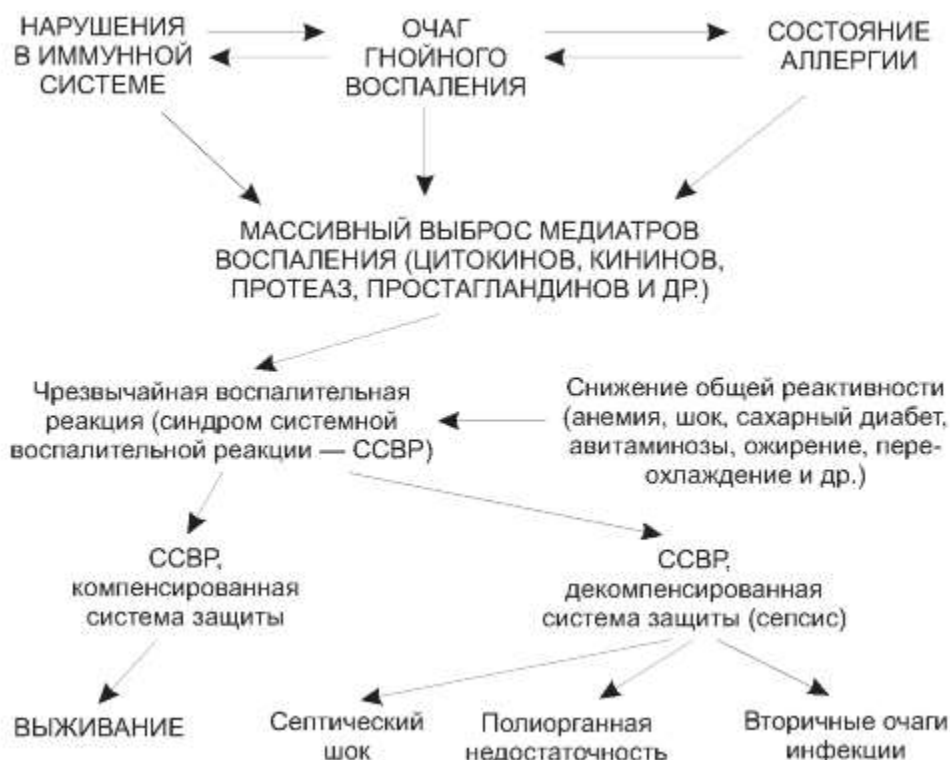 НАРУШЕНИЯ
В ИММУННОЙ
СИСТЕМЕ
ОЧАГ
ГНОЙНОГО
ВОСПАЛЕНИЯ
СОСТОЯНИЕ
АЛЛЕРГИИ
МАССИВНЫЙ ВЫБРОС МЕДИАТРОВ
ВОСПАЛЕНИЯ (ЦИТОКИНОВ, КИНИНОВ,
ПРОТЕАЗ, ПРОСТАГЛАНДИНОВ И ДР.)
Чрезвычайная воспалительная
реакция (синдром системной
воспалительной реакции — ССВР)
Снижение общей реактивности
(анемия, шок, сахарный диабет,
авитаминозы, ожирение, пере-
охлаждение и др.)
ССВР,
компенсированная
система защиты
ССВР,
декомпенсированная
система защиты (сепсис)
ВЫЖИВАНИЕ
Септический
шок
Полиорганная
недостаточность
Вторичные очаги
инфекции